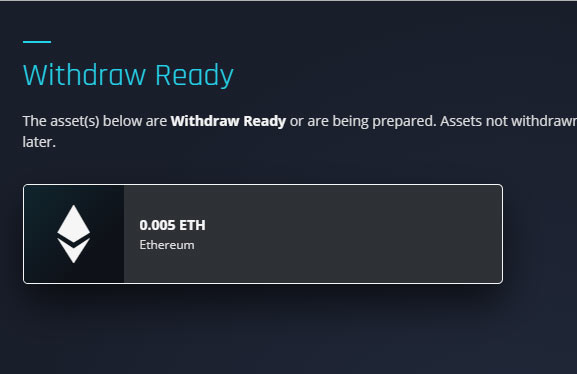 Withdraw Ready
The asset(s) below are Withdraw Ready or are being prepared. Assets not withdrawn
later.
0.005 ETH
Ethereum